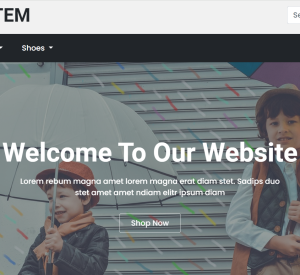 TEM
Se
Shoes
Welcome To Our Website
Lorem rebum magna amet lorem magna erat diam stet. Sadips duo
stet amet amet ndiam elitr ipsum diam
Shop Now